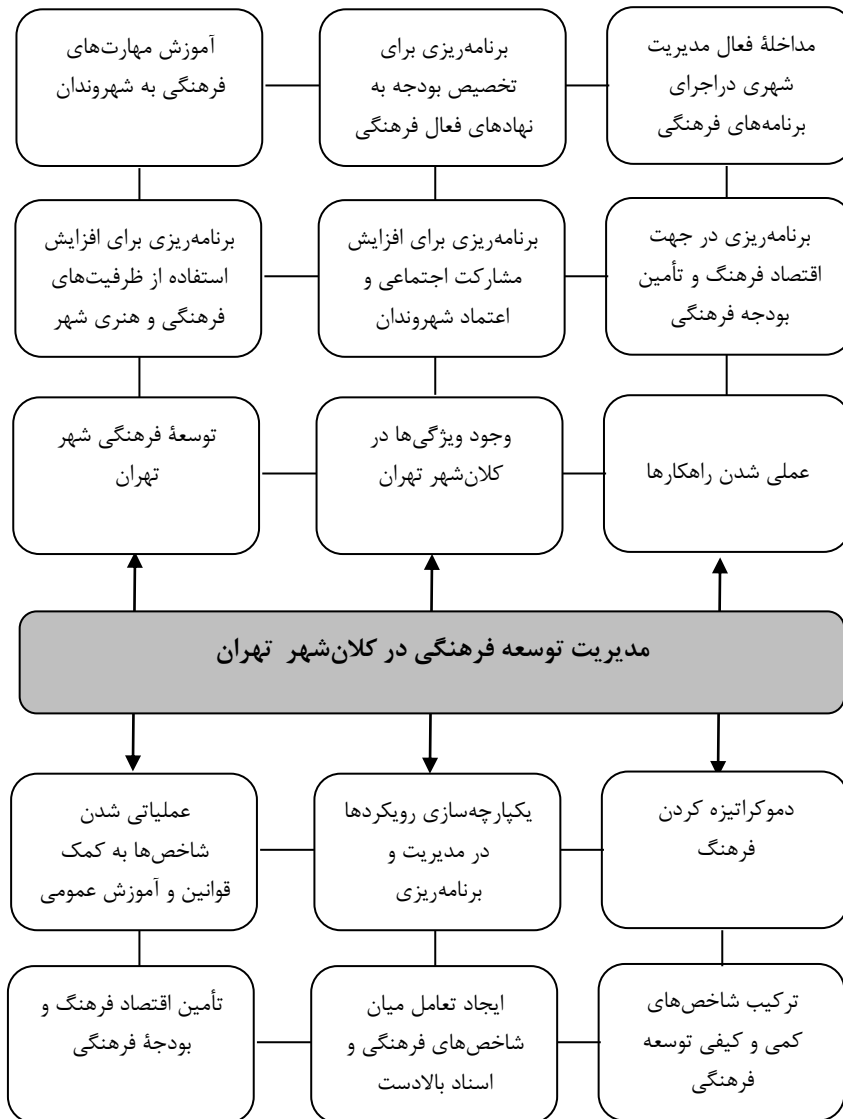 مداخلۀ فعال مدیریت
شهری دراجرای
برنامه‌های فرهنگی
برنامه‌ریزی برای
تخصیص بودجه به
نهادهای فعال فرهنگی
آموزش مهارت‌های
فرهنگی به شهروندان
برنامه‌ریزی در جهت
اقتصاد فرهنگ و تأمین
بودجه فرهنگی
برنامه‌ریزی برای افزایش
مشارکت اجتماعی و
اعتماد شهروندان
برنامه‌ریزی برای افزایش
استفاده از ظرفیت‌های
فرهنگی و هنری شهر
عملی شدن راهکارها
وجود ویژگی‌ها در
کلان‌شهر تهران
توسعۀ فرهنگی شهر
تهران
مدیریت توسعه فرهنگی در کلان‌شهر تهران
دموکراتیزه کردن
فرهنگ
یکپارچه‌سازی رویکردها
در مدیریت و
برنامه‌ریزی
عملیاتی شدن
شاخص‌ها به کمک
قوانین و آموزش عمومی
ترکیب شاخص‌های
کمی و کیفی توسعه
فرهنگی
ایجاد تعامل میان
شاخص‌های فرهنگی و
اسناد بالادست
تأمین اقتصاد فرهنگ و
بودجۀ فرهنگی